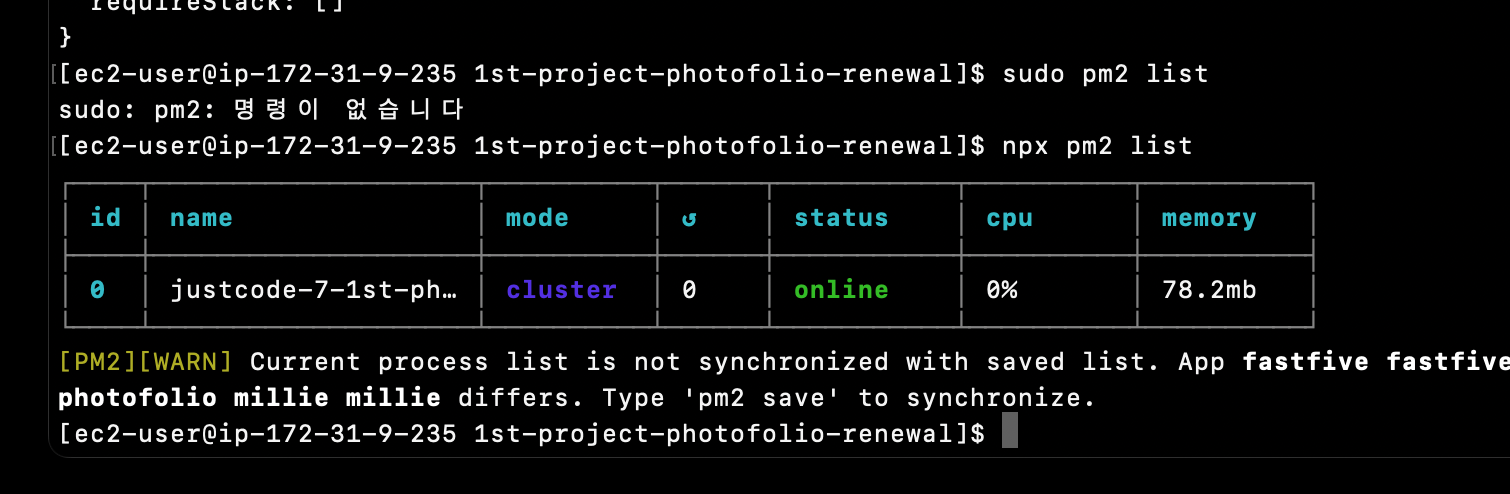 requireStack: []
}
[[ec2-user@ip-172-31-9-235 1st-project-photofolio-renewal]$ sudo pm2 list
sudo: pm2: 명령이 없습니다
[[ec2-user@ip-172-31-9-235 1st-project-photofolio-renewal]$ npx pm2 list
id name mode ↺ status cpu memory
0 justcode-7-1st-ph… cluster 0 online 0% 78.2mb
[PM2][WARN] Current process list is not synchronized with saved list. App fastfive fastfive
photofolio millie millie differs. Type 'pm2 save' to synchronize.
[ec2-user@ip-172-31-9-235 1st-project-photofolio-renewal]$